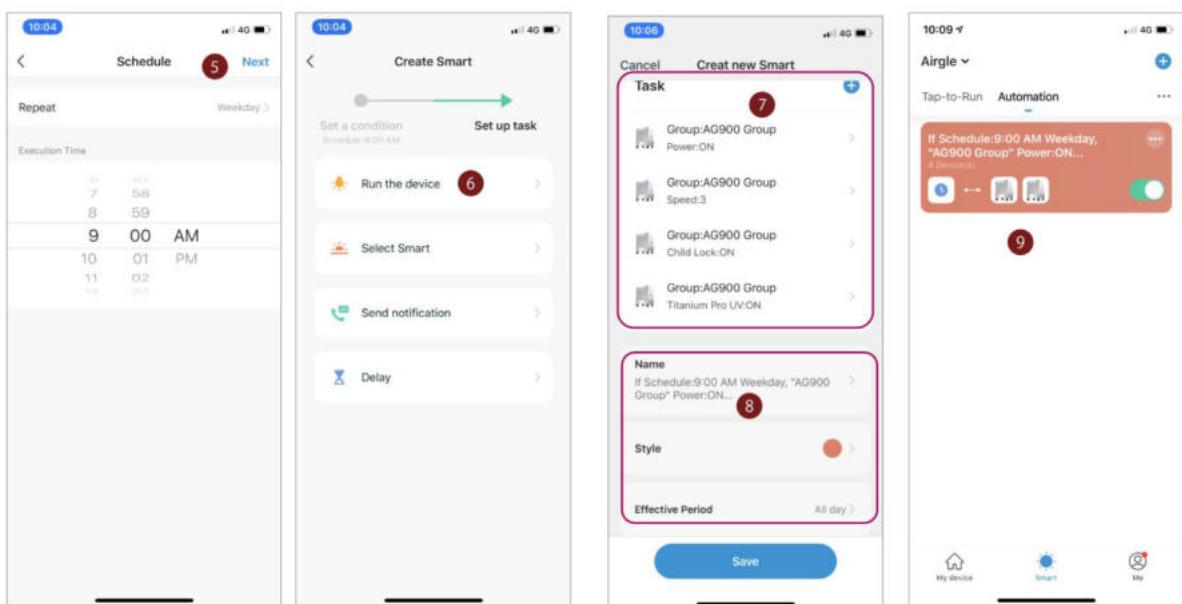 10:04
4G
Schedule
5
Next
Repeat
Weekday
Execution Time
7 58
8 59
9 00 AM
10 01 PM
11 02
10:04
4G
Create Smart
Set a condition
Schedule:9:00 AM
Set up task
Run the device
6
Select Smart
Send notification
Delay
10:06
4G
Cancel
Creat new Smart
Task
7
Group:AG900 Group
Power:ON
Group:AG900 Group
Speed:3
Group:AG900 Group
Child Lock:ON
Group:AG900 Group
Titanium Pro UV:ON
Name
If Schedule:9:00 AM Weekday, "AG900
Group" Power:ON...
8
Style
Effective Period
All day
Save
10:09
4G
Airgle
Tap-to-Run
Automation
If Schedule:9:00 AM Weekday,
"AG900 Group" Power:ON...
4 Device(s)
9
My device
Smart
Me